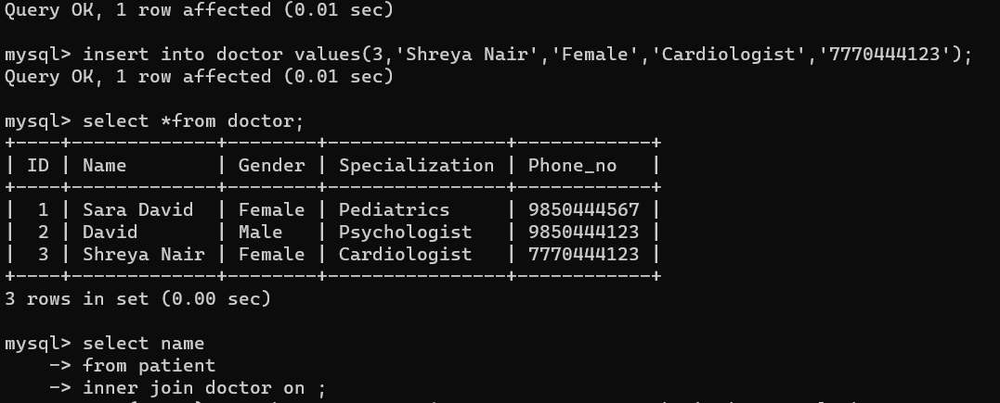 Query OK, 1 row affected (0.01 sec)
mysql> insert into doctor values(3,'Shreya Nair','Female','Cardiologist','7770444123');
Query OK, 1 row affected (0.01 sec)
mysql> select *from doctor;
+----+-------------+--------+----------------+------------+
| ID | Name        | Gender | Specialization | Phone_no   |
+----+-------------+--------+----------------+------------+
|  1 | Sara David  | Female | Pediatrics     | 9850444567 |
|  2 | David       | Male   | Psychologist   | 9850444123 |
|  3 | Shreya Nair | Female | Cardiologist   | 7770444123 |
+----+-------------+--------+----------------+------------+
3 rows in set (0.00 sec)
mysql> select name
    -> from patient
    -> inner join doctor on ;